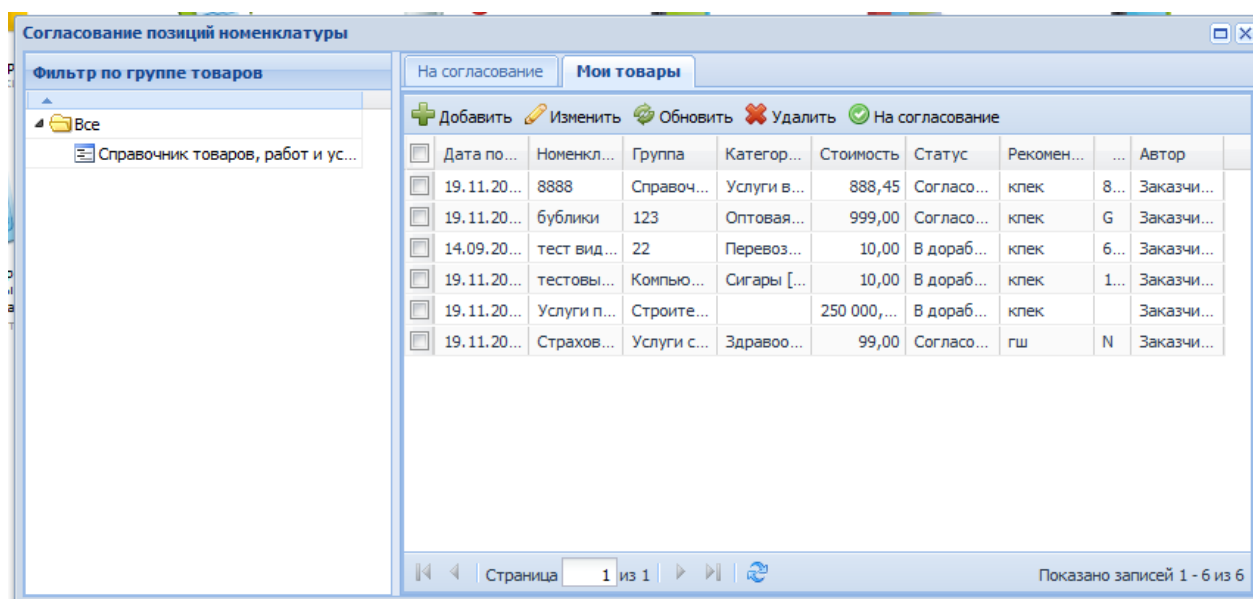 Согласование позиций номенклатуры
Фильтр по группе товаров
На согласование Мои товары
Добавить Изменить Обновить Удалить На согласование
Все
Справочник товаров, работ и ус...
Дата по... Номенкл... Группа Категор... Стоимость Статус Рекомен... ... Автор
19.11.20... 8888 Справоч... Услуги в... 888,45 Согласо... кпек 8... Заказчи...
19.11.20... бублики 123 Оптовая... 999,00 Согласо... кпек G Заказчи...
14.09.20... тест вид... 22 Перевоз... 10,00 В дораб... кпек 6... Заказчи...
19.11.20... тестовы... Компью... Сигары [... 10,00 В дораб... кпек 1... Заказчи...
19.11.20... Услуги п... Строите... 250 000,... В дораб... кпек Заказчи...
19.11.20... Страхов... Услуги с... Здравоо... 99,00 Согласо... гш N Заказчи...
Страница 1 из 1 Показано записей 1 - 6 из 6